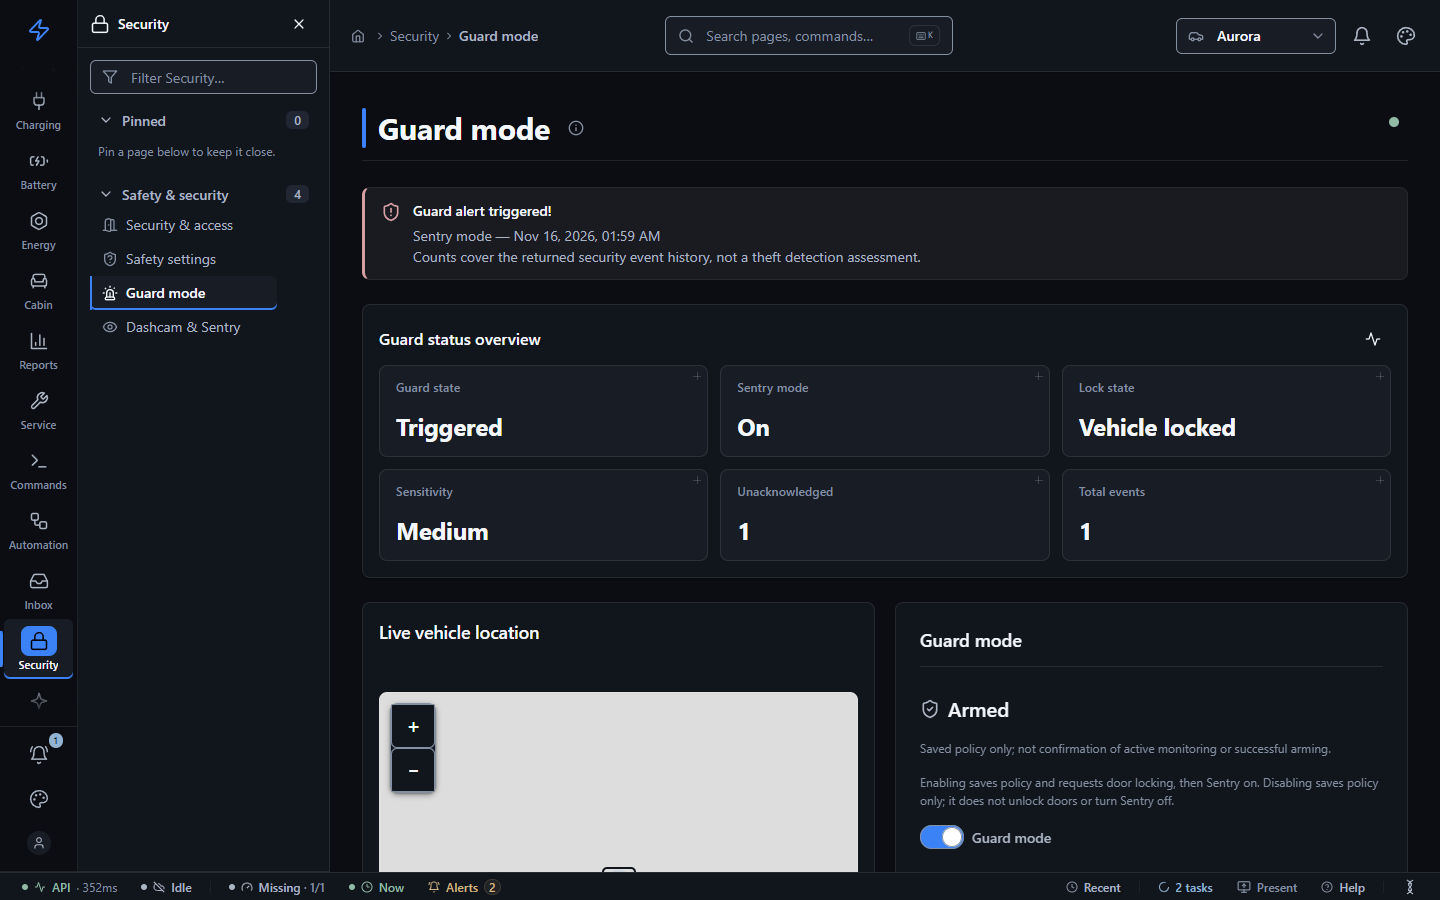 Security
Security
Guard mode
Search pages, commands...
K
Aurora
Filter Security...
Pinned
0
Pin a page below to keep it close.
Safety & security
4
Security & access
Safety settings
Guard mode
Dashcam & Sentry
Charging
Battery
Energy
Cabin
Reports
Service
Commands
Automation
Inbox
Security
1
Guard mode
Guard alert triggered!
Sentry mode — Nov 16, 2026, 01:59 AM
Counts cover the returned security event history, not a theft detection assessment.
Guard status overview
Guard state
Triggered
Sentry mode
On
Lock state
Vehicle locked
Sensitivity
Medium
Unacknowledged
1
Total events
1
Live vehicle location
+
−
Guard mode
Armed
Saved policy only; not confirmation of active monitoring or successful arming.
Enabling saves policy and requests door locking, then Sentry on. Disabling saves policy
only; it does not unlock doors or turn Sentry off.
Guard mode
API · 352ms
Idle
Missing · 1/1
Now
Alerts 2
Recent
2 tasks
Present
Help